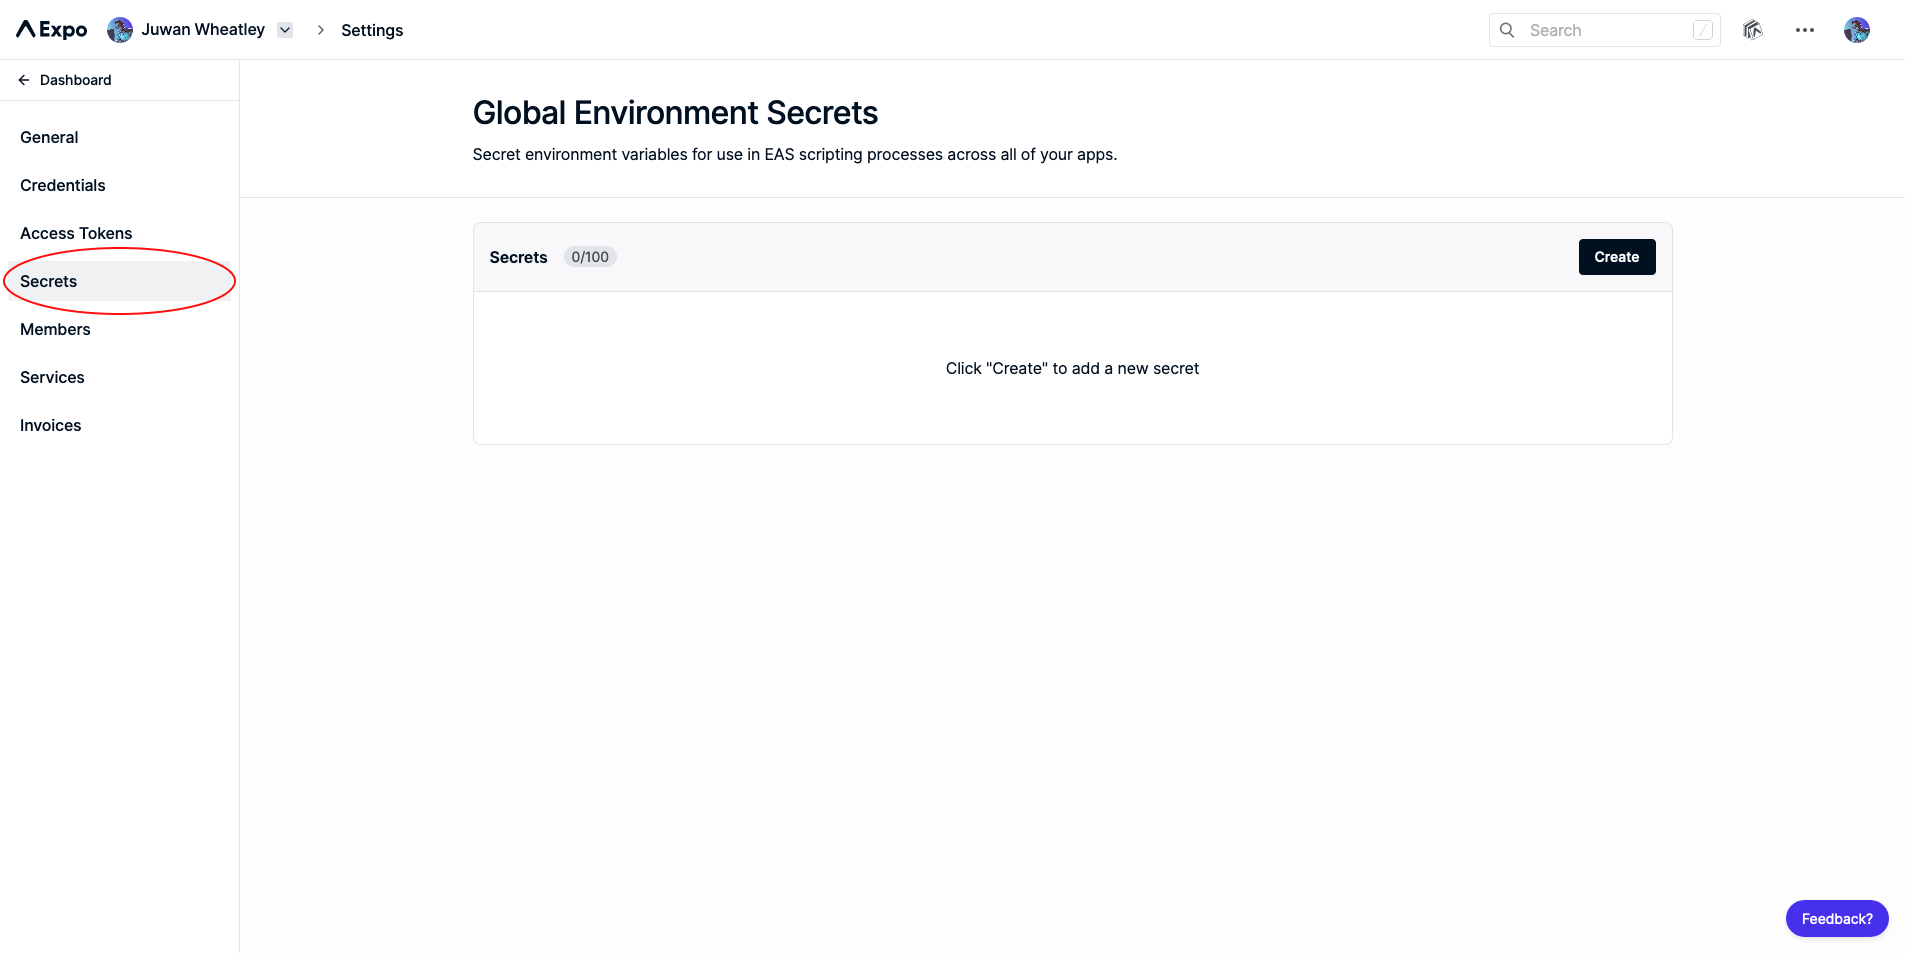 Expo
Juwan Wheatley
Settings
Search
/
Dashboard
General
Credentials
Access Tokens
Secrets
Members
Services
Invoices
Global Environment Secrets
Secret environment variables for use in EAS scripting processes across all of your apps.
Secrets 0/100
Create
Click "Create" to add a new secret
Feedback?